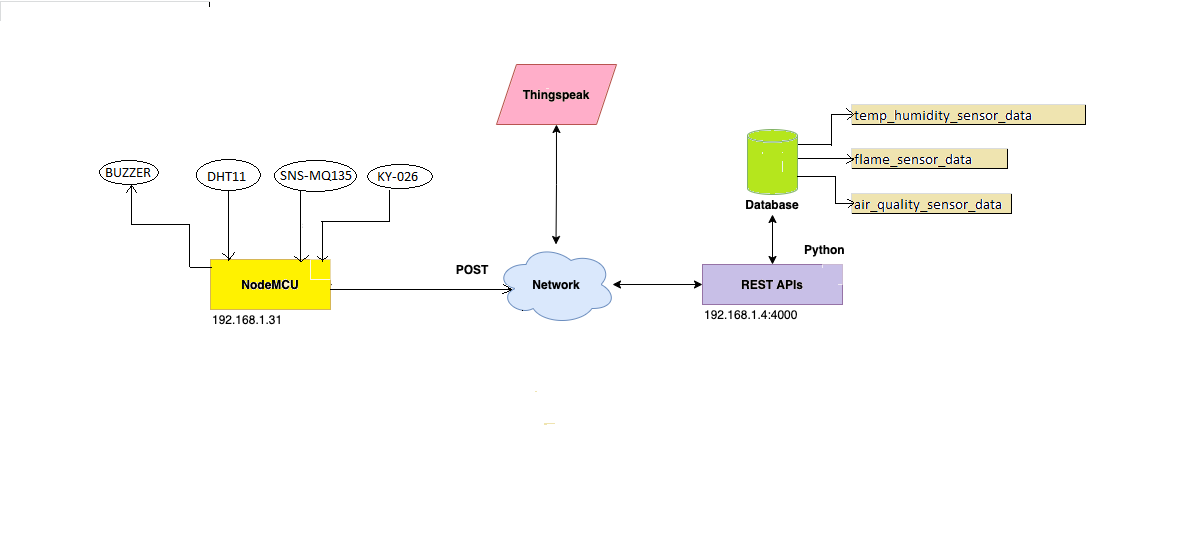 Thingspeak
temp_humidity_sensor_data
flame_sensor_data
air_quality_sensor_data
Database
BUZZER
DHT11
SNS-MQ135
KY-026
Python
POST
NodeMCU
Network
REST APIs
192.168.1.31
192.168.1.4:4000